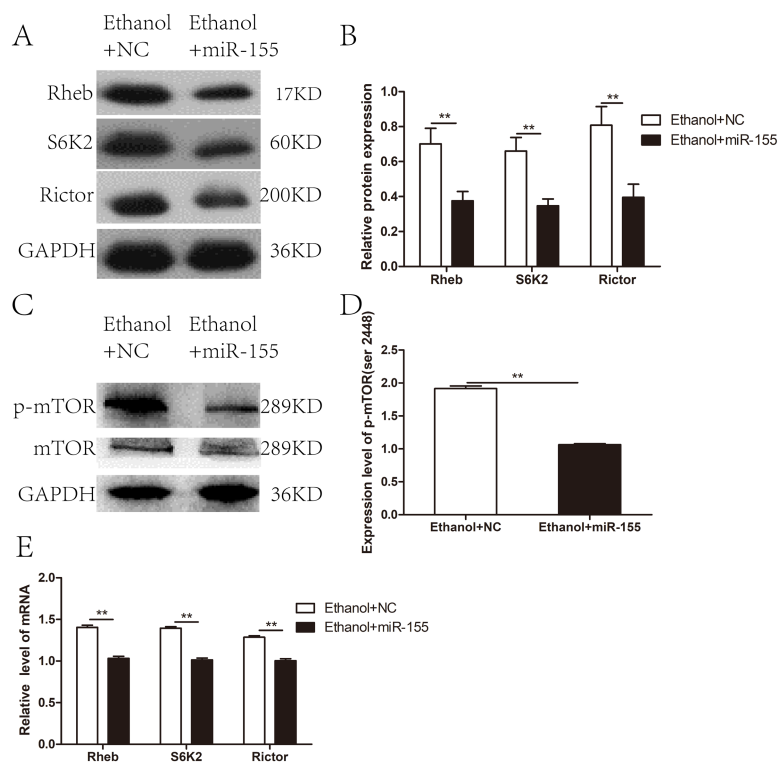 A
Ethanol Ethanol
+NC +miR-155
Rheb 17KD
S6K2 60KD
Rictor 200KD
GAPDH 36KD
B
Relative protein expression
0.0
0.2
0.4
0.6
0.8
1.0
** ** **
Rheb S6K2 Rictor
Ethanol+NC
Ethanol+miR-155
C
Ethanol Ethanol
+NC +miR-155
p-mTOR 289KD
mTOR 289KD
GAPDH 36KD
D
Expression level of p-mTOR(ser 2448)
0.0
0.5
1.0
1.5
2.0
2.5
**
Ethanol+NC Ethanol+miR-155
E
Relative level of mRNA
0.0
0.5
1.0
1.5
2.0
** ** **
Rheb S6K2 Rictor
Ethanol+NC
Ethanol+miR-155